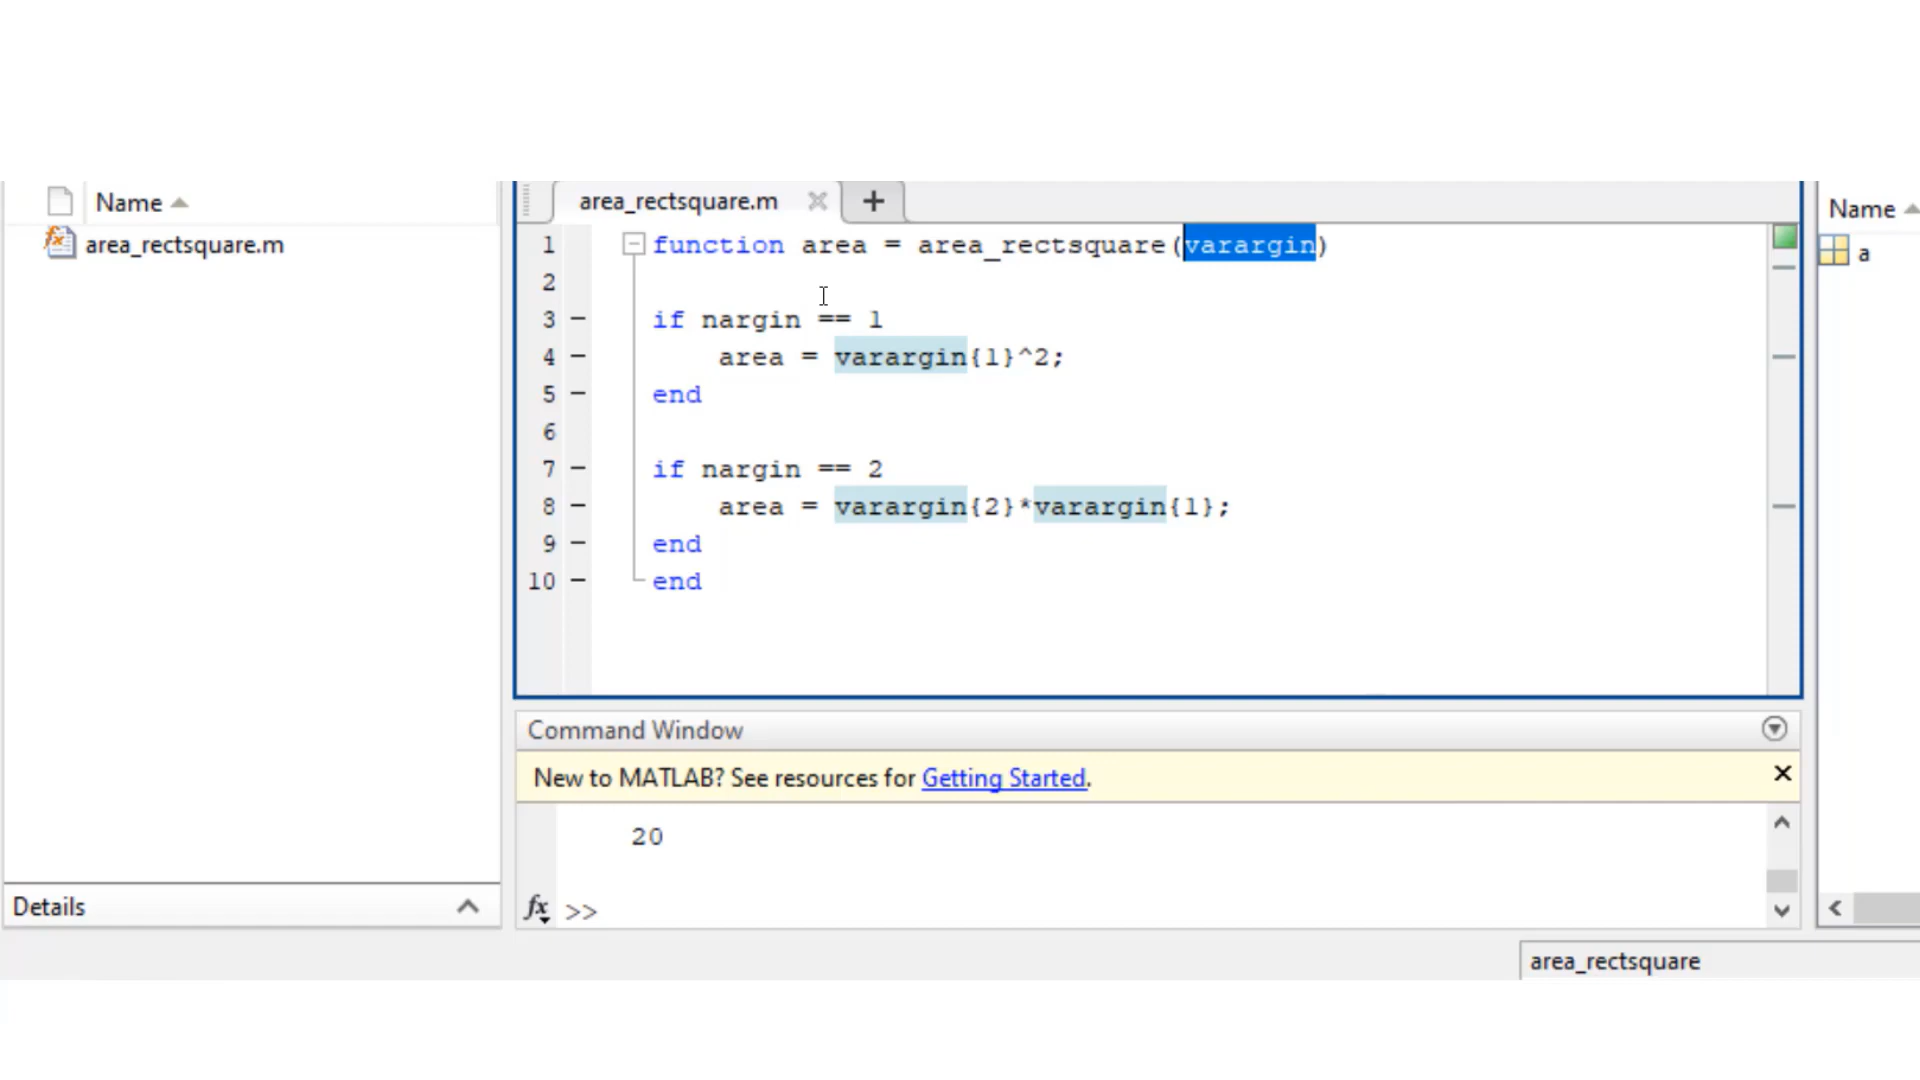 Name
area_rectsquare.m
Details
area_rectsquare.m
1 function area = area_rectsquare(varargin)
2
3 if nargin == 1
4 area = varargin{1}^2;
5 end
6
7 if nargin == 2
8 area = varargin{2}*varargin{1};
9 end
10 end
Command Window
New to MATLAB? See resources for Getting Started.
20
fx >>
Name
a
area_rectsquare